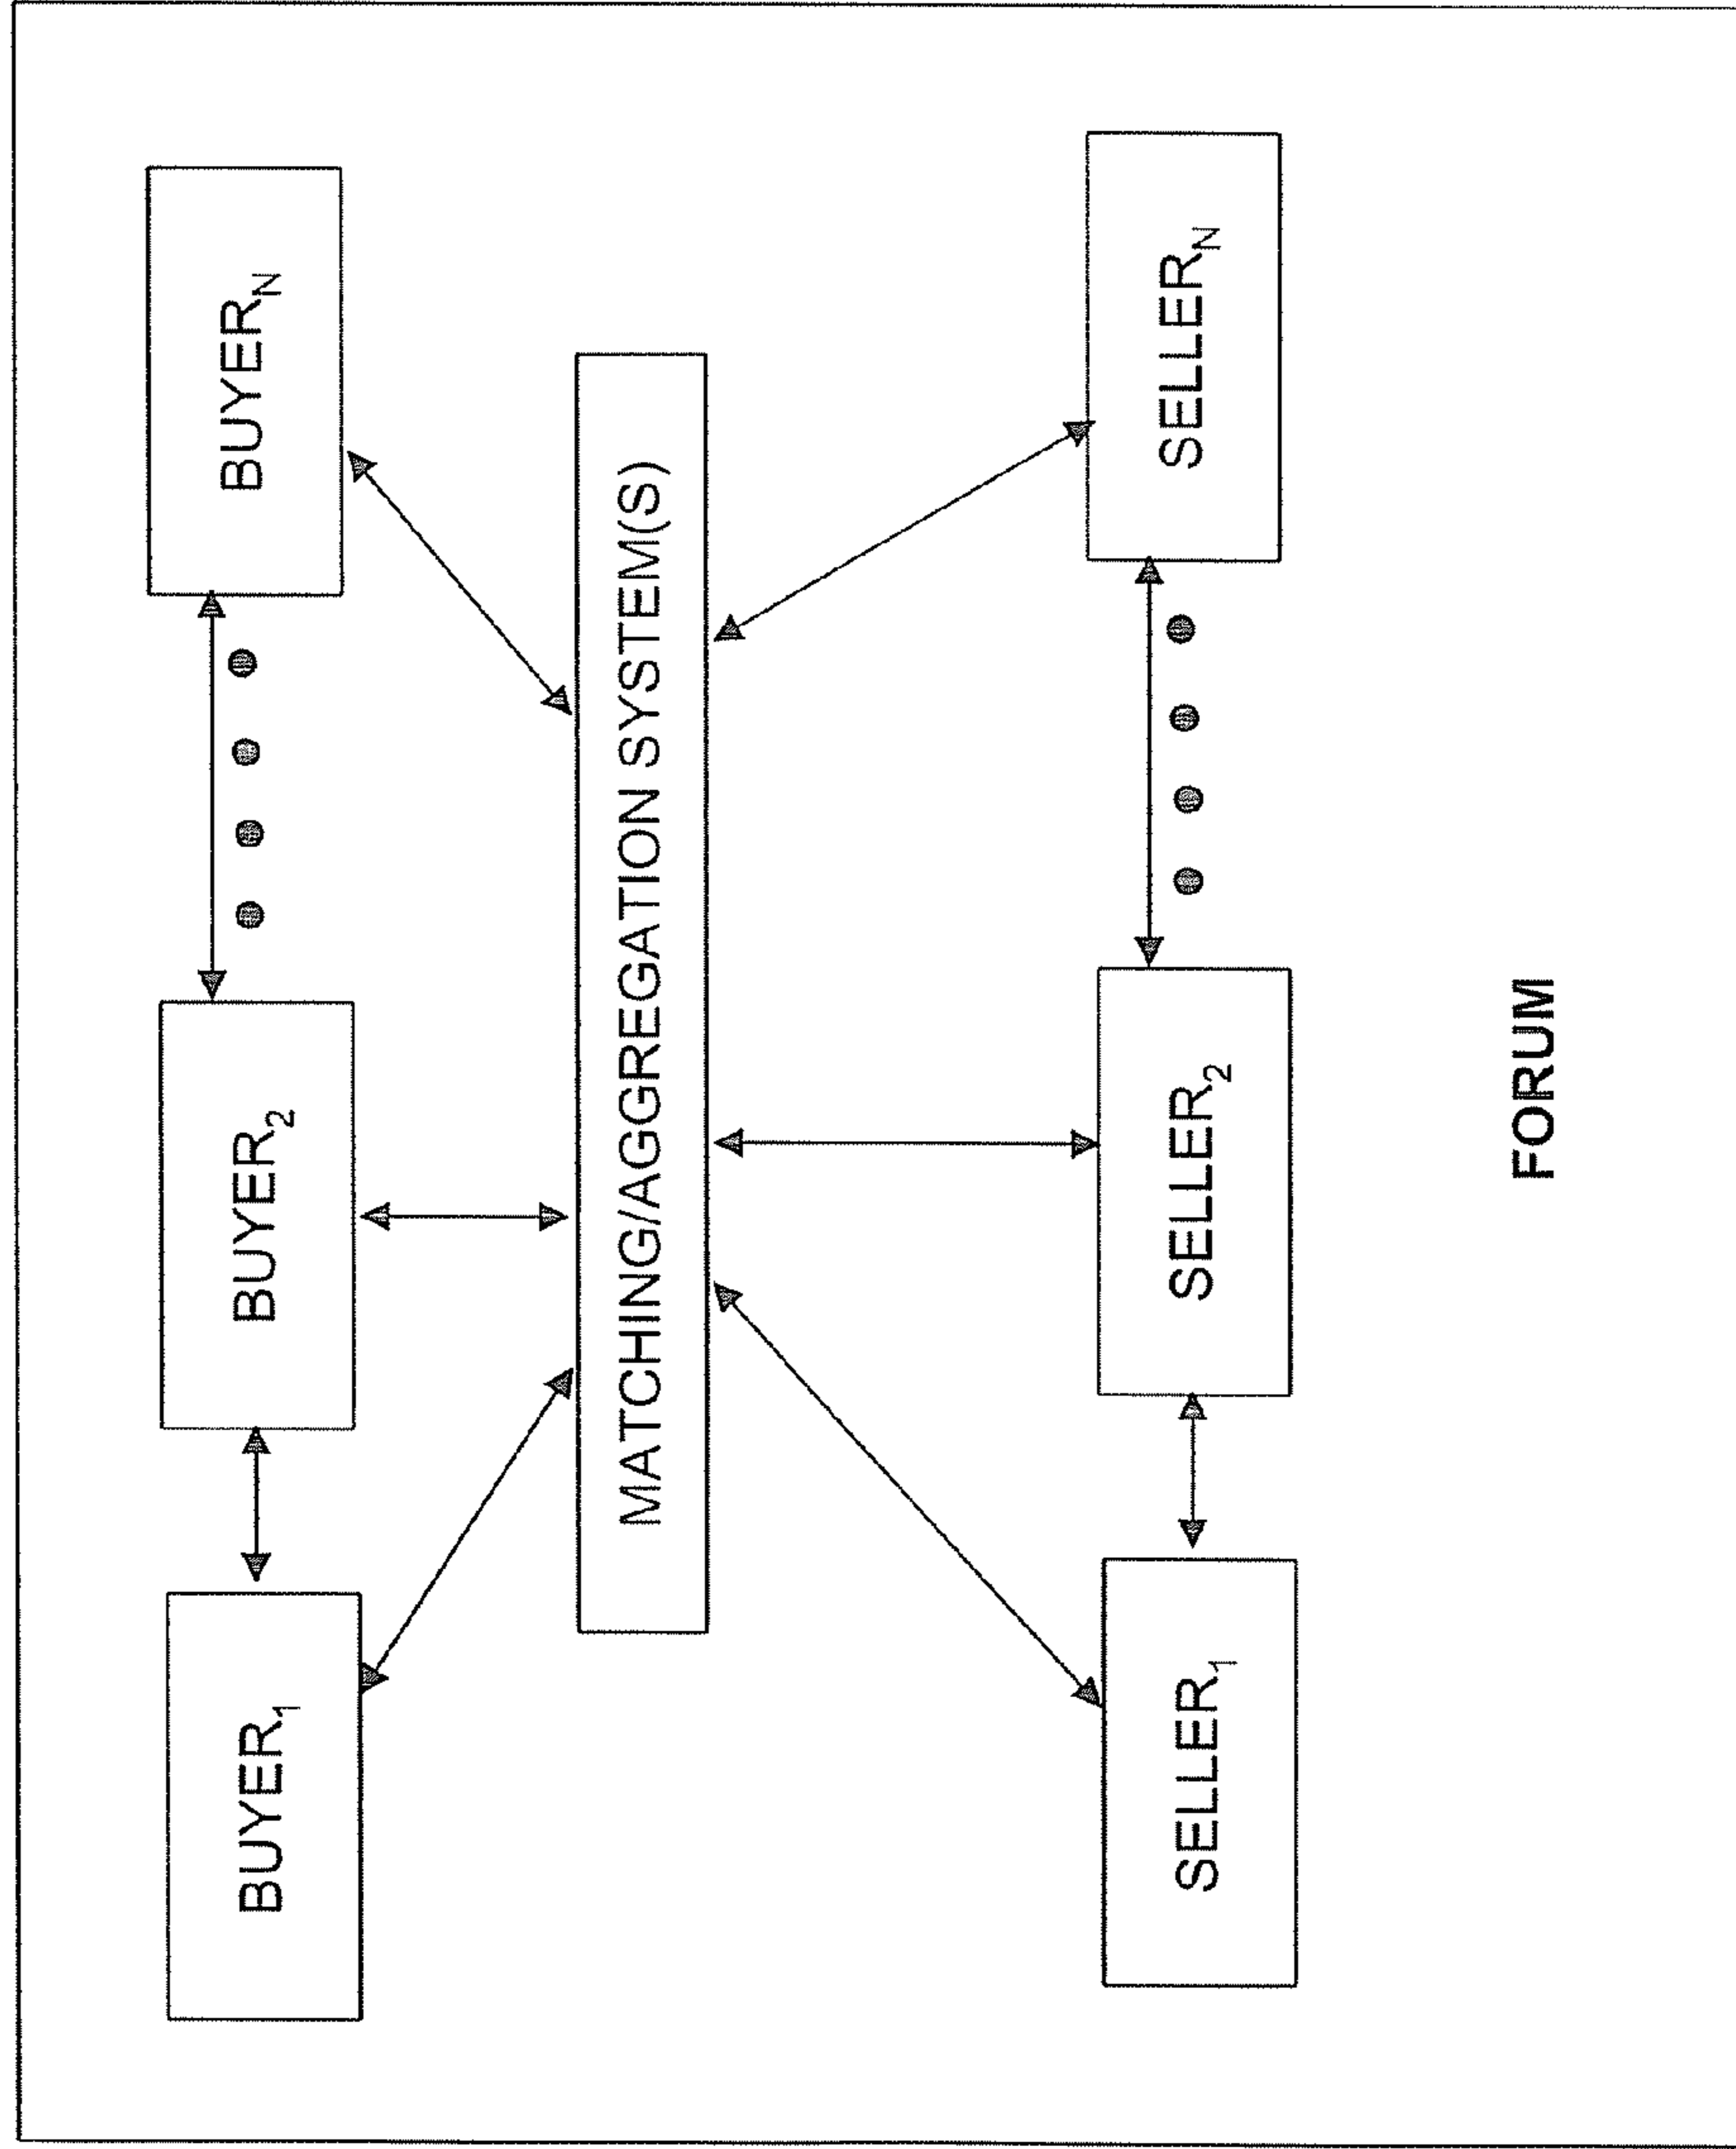 BUYER₁
BUYER₂
BUYERN
MATCHING/AGGREGATION SYSTEM(S)
SELLER₁
SELLER₂
SELLERN
FORUM